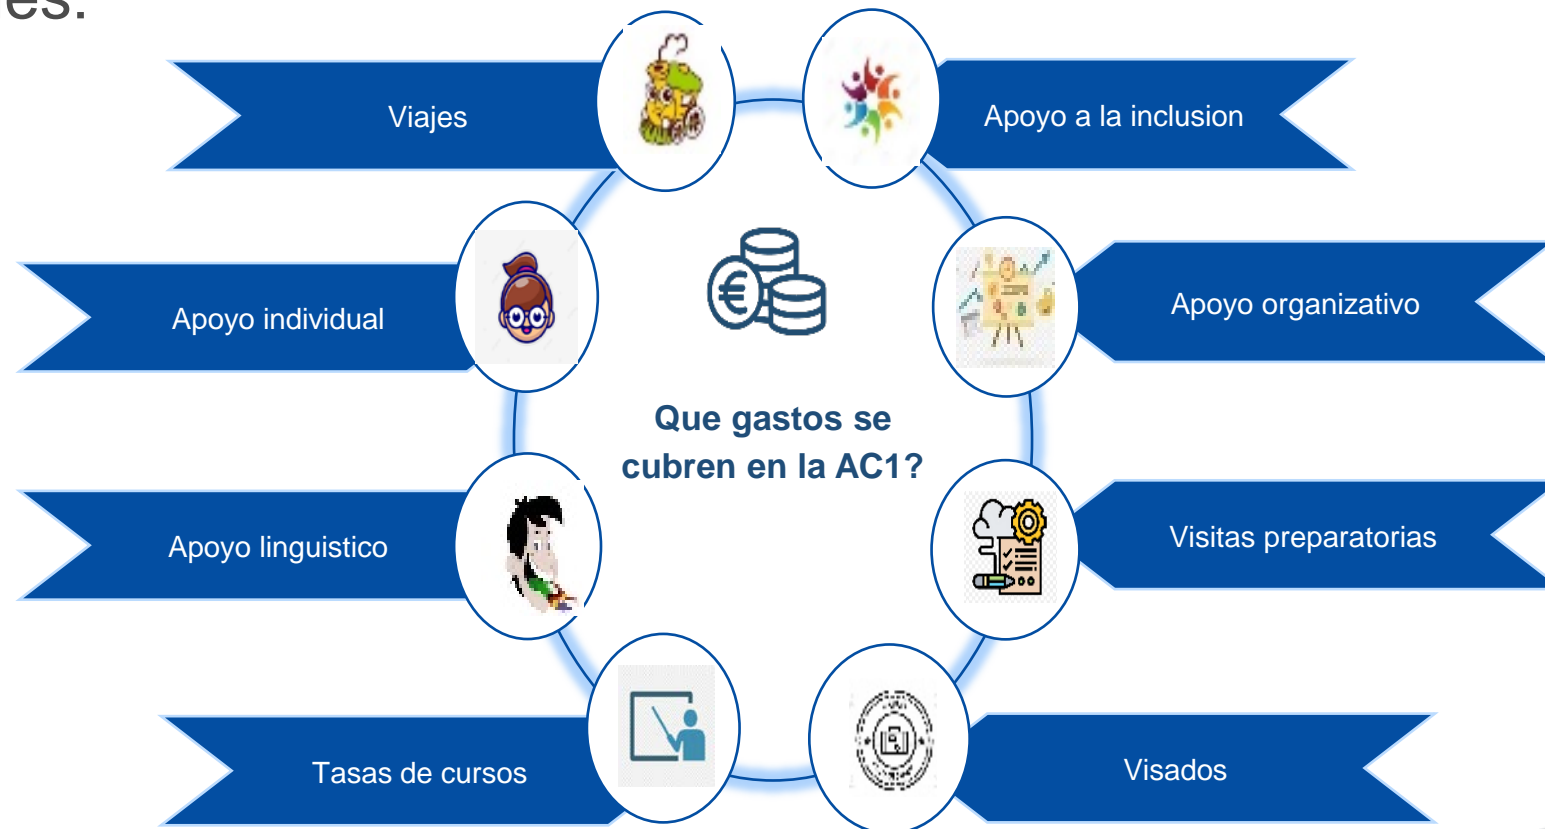 es.
Viajes
Apoyo a la inclusion
Apoyo individual
Apoyo organizativo
Que gastos se
cubren en la AC1?
Apoyo linguistico
Visitas preparatorias
Tasas de cursos
Visados